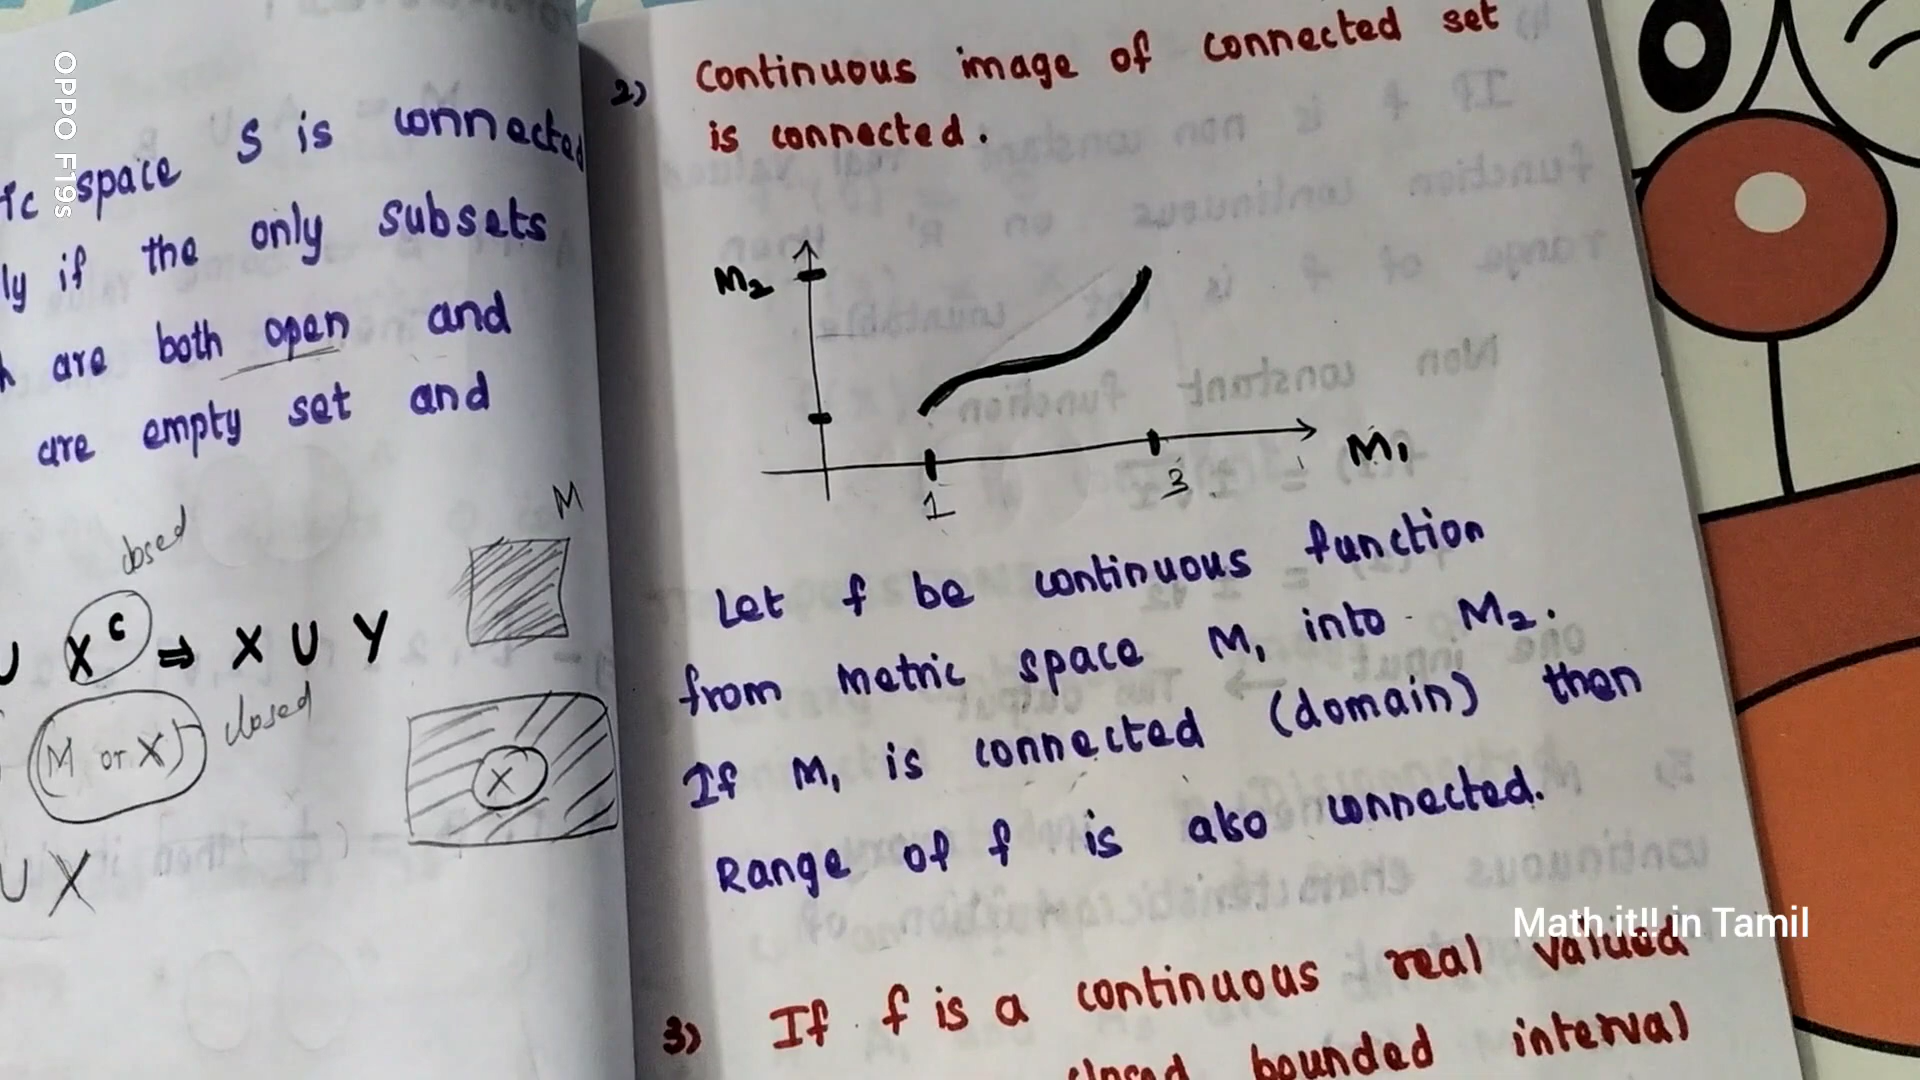 OPPO F19s
space S is connected
if the only subsets
are both open and
are empty set and
closed
M
X^c ⇒ X U Y
(M or X) closed
X
U X
2) Continuous image of connected set
is connected.
M₂
1 3 M₁
Let f be continuous function
from metric space M₁ into M₂.
If M₁ is connected (domain) then
Range of f is also connected.
Math it!! in Tamil
3) If f is a continuous real valued
closed bounded interval